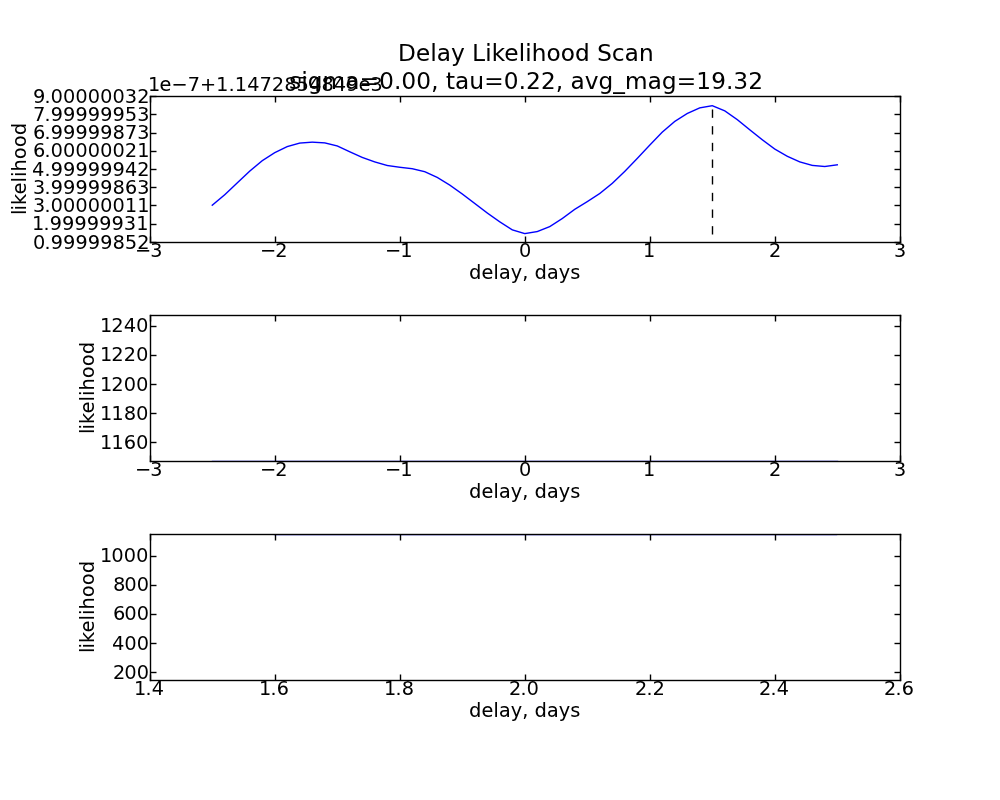 Delay Likelihood Scan
sigma=0.00, tau=0.22, avg_mag=19.32
9.00000032
7.99999953
6.99999873
6.00000021
4.99999942
3.99999863
3.00000011
1.99999931
0.99999852
likelihood
−3 −2 −1 0 1 2 3
delay, days
1240
1220
1200
1180
1160
likelihood
−3 −2 −1 0 1 2 3
delay, days
1000
800
600
400
200
likelihood
1.4 1.6 1.8 2.0 2.2 2.4 2.6
delay, days